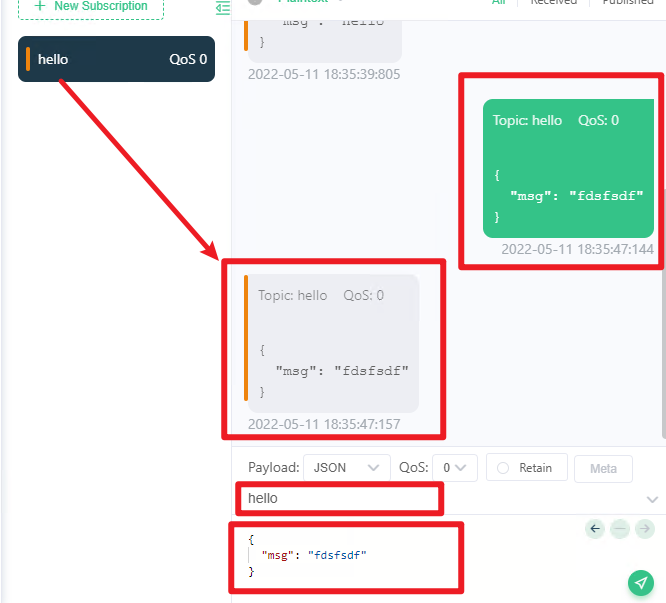 + New Subscription
Plaintext
All Received Published
hello QoS 0
"msg": "hello"
}
2022-05-11 18:35:39:805
Topic: hello QoS: 0
{
"msg": "fdsfsdf"
}
2022-05-11 18:35:47:144
Topic: hello QoS: 0
{
"msg": "fdsfsdf"
}
2022-05-11 18:35:47:157
Payload: JSON QoS: 0 Retain Meta
hello
{
"msg": "fdsfsdf"
}